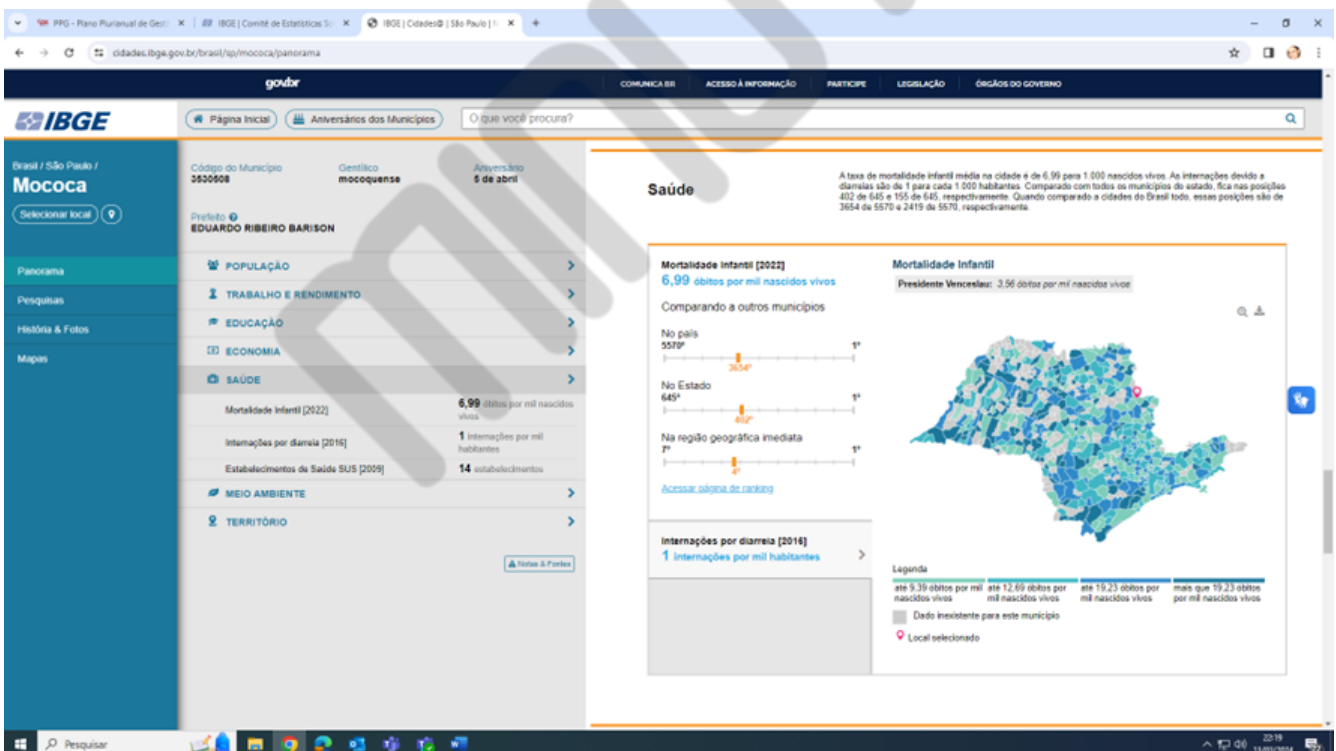 PPG - Plano Plurianual de Gest
IBGE | Comitê de Estatísticas So
IBGE | Cidades@ | São Paulo |
cidades.ibge.gov.br/brasil/sp/mococa/panorama
govbr
COMUNICA BR
ACESSO À INFORMAÇÃO
PARTICIPE
LEGISLAÇÃO
ÓRGÃOS DO GOVERNO
IBGE
Página Inicial
Aniversários dos Municípios
O que você procura?
Brasil / São Paulo /
Mococa
Selecionar local
Panorama
Pesquisas
História & Fotos
Mapas
Código do Município
3530508
Gentílico
mocoquense
Aniversário
5 de abril
Prefeito
EDUARDO RIBEIRO BARISON
POPULAÇÃO
TRABALHO E RENDIMENTO
EDUCAÇÃO
ECONOMIA
SAÚDE
Mortalidade Infantil [2022]
6,99 óbitos por mil nascidos
vivos
Internações por diarreia [2016]
1 internações por mil
habitantes
Estabelecimentos de Saúde SUS [2009]
14 estabelecimentos
MEIO AMBIENTE
TERRITÓRIO
Notas & Fontes
Saúde
A taxa de mortalidade infantil média na cidade é de 6,99 para 1.000 nascidos vivos. As internações devido a
diarreias são de 1 para cada 1.000 habitantes. Comparado com todos os municípios do estado, fica nas posições
402 de 645 e 155 de 645, respectivamente. Quando comparado a cidades do Brasil todo, essas posições são de
3654 de 5570 e 2419 de 5570, respectivamente.
Mortalidade Infantil [2022]
6,99 óbitos por mil nascidos vivos
Comparando a outros municípios
No país
5570º 1º
3654º
No Estado
645º 1º
402º
Na região geográfica imediata
7º 1º
4º
Acessar página de ranking
Internações por diarreia [2016]
1 internações por mil habitantes
Mortalidade Infantil
Presidente Venceslau: 3,56 óbitos por mil nascidos vivos
Legenda
até 9,39 óbitos por mil
nascidos vivos
até 12,69 óbitos por
mil nascidos vivos
até 19,23 óbitos por
mil nascidos vivos
mais que 19,23 óbitos
por mil nascidos vivos
Dado inexistente para este município
Local selecionado
Pesquisar
22:19